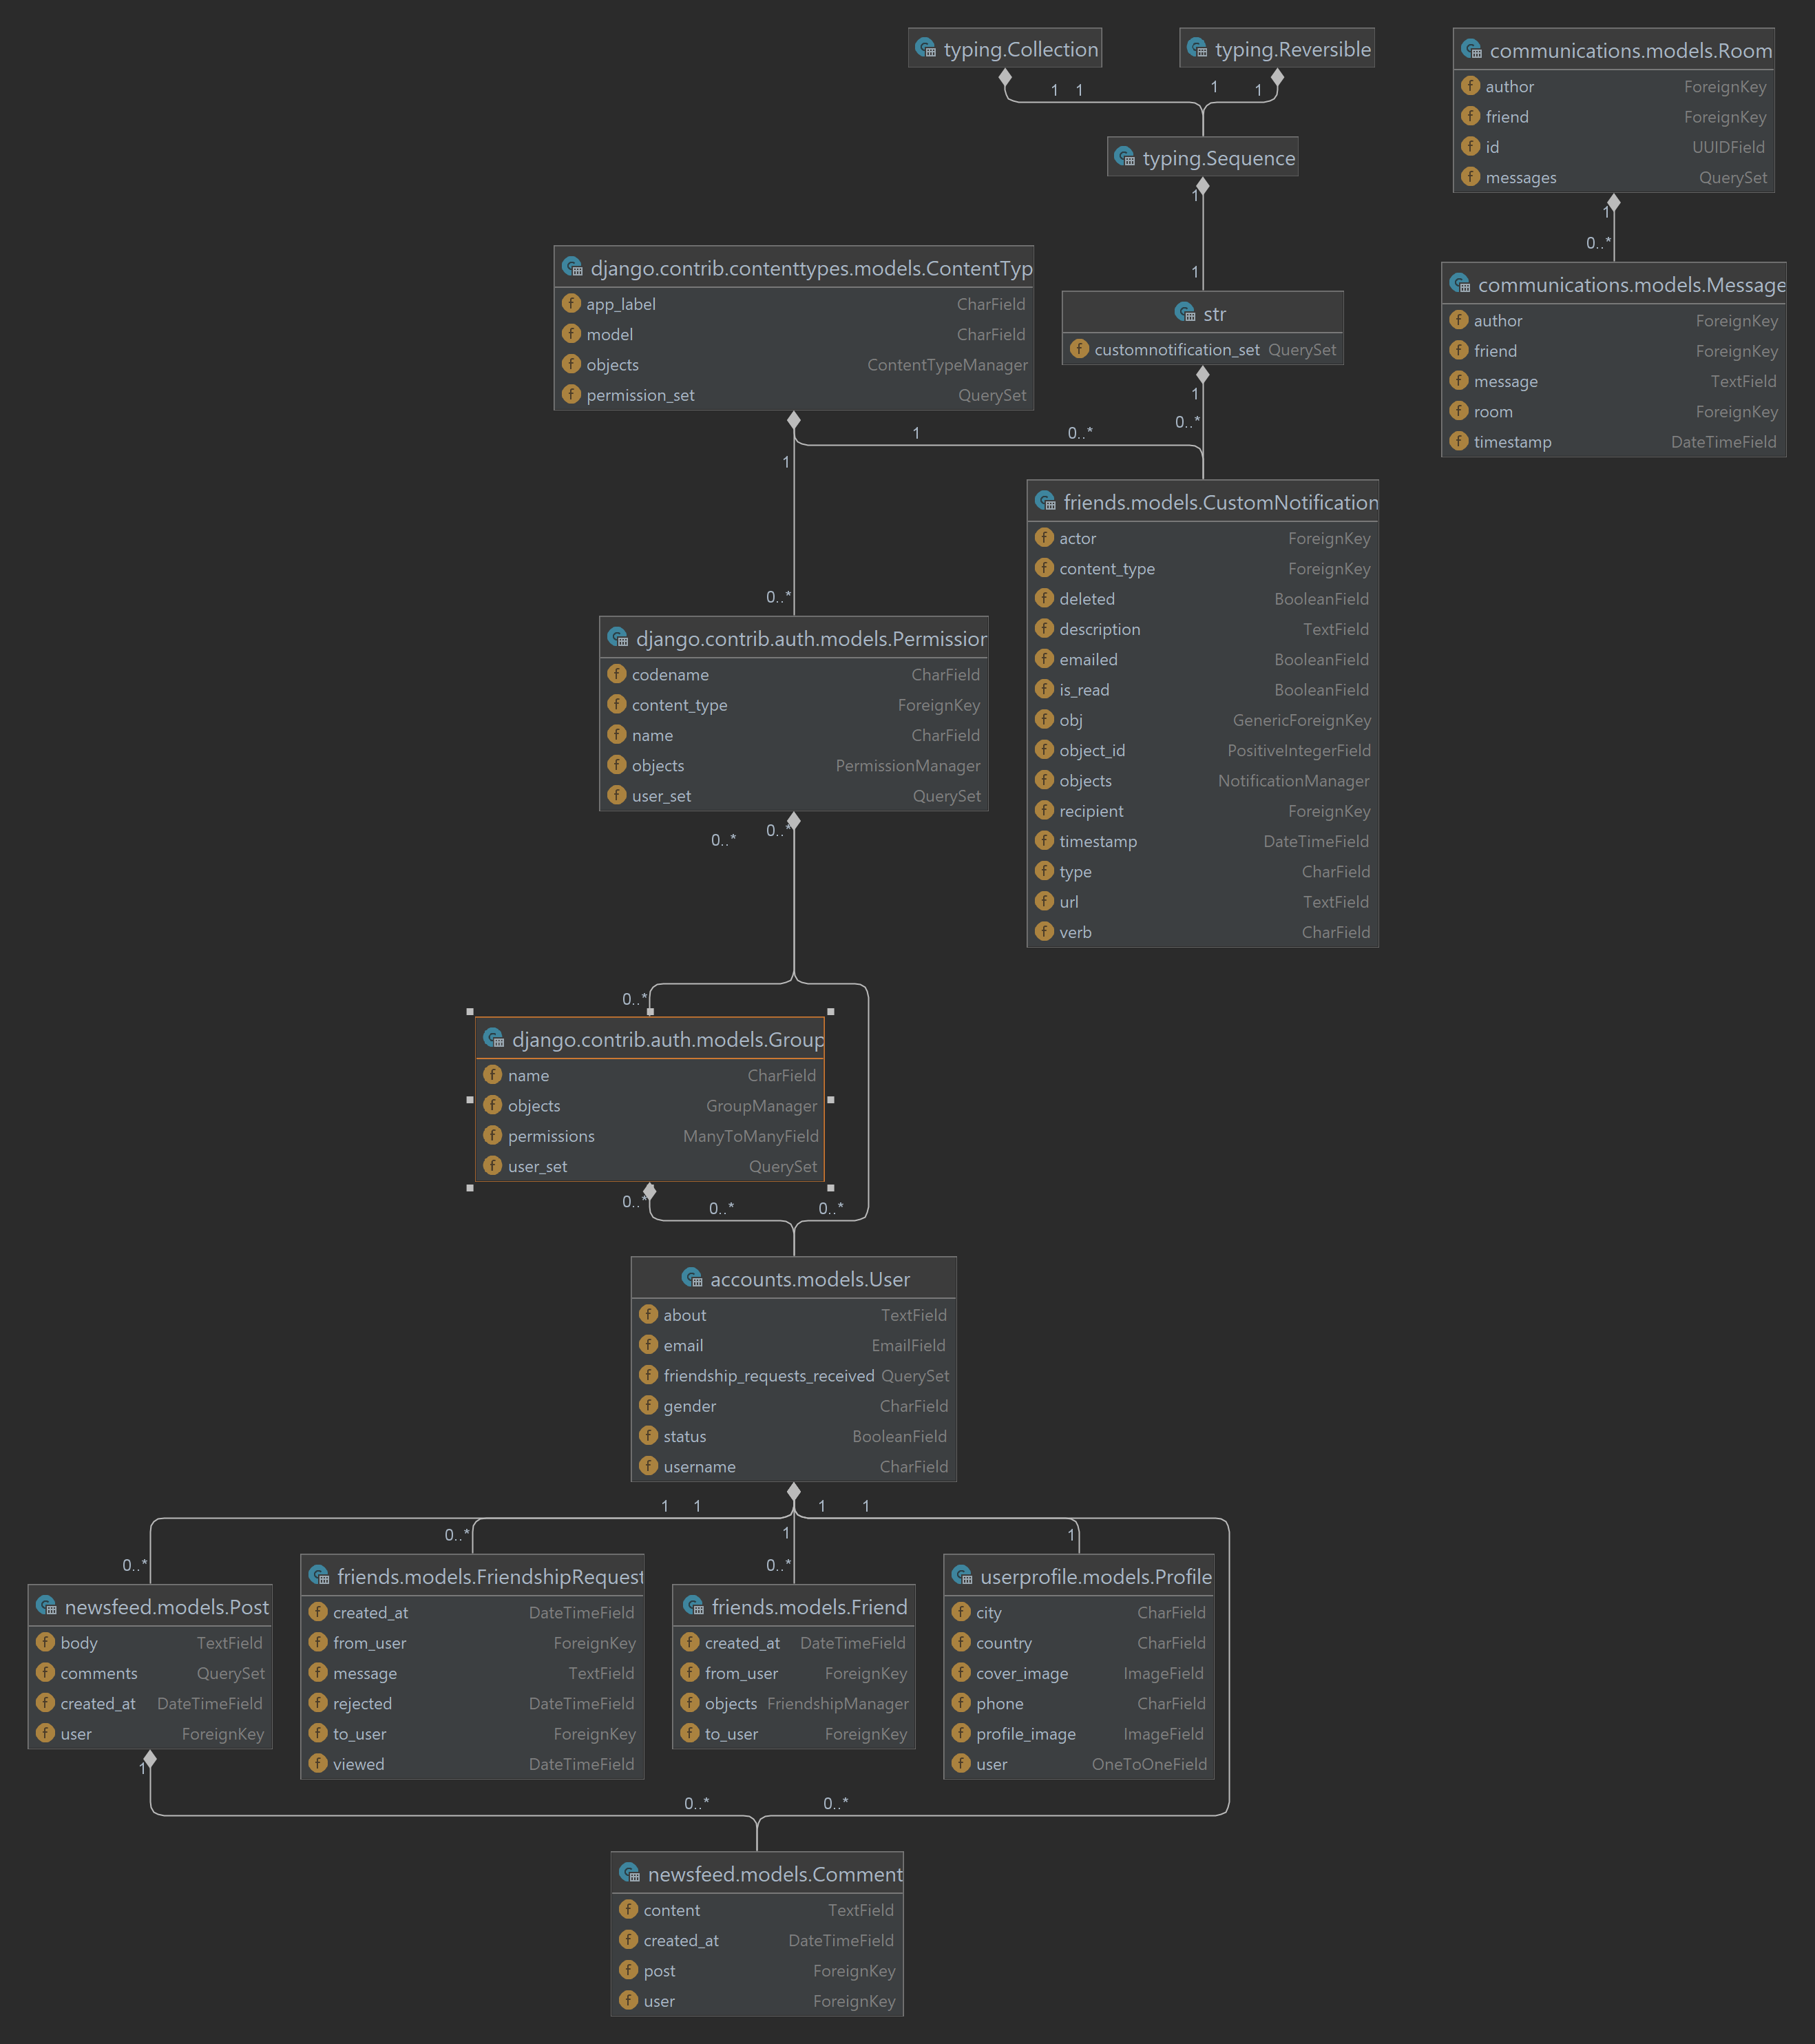 typing.Collection
typing.Reversible
1 1
1 1
typing.Sequence
1
1
str
customnotification_set QuerySet
1
0..*
communications.models.Room
author ForeignKey
friend ForeignKey
id UUIDField
messages QuerySet
1
0..*
communications.models.Message
author ForeignKey
friend ForeignKey
message TextField
room ForeignKey
timestamp DateTimeField
django.contrib.contenttypes.models.ContentTyp
app_label CharField
model CharField
objects ContentTypeManager
permission_set QuerySet
1 0..*
1
0..*
friends.models.CustomNotification
actor ForeignKey
content_type ForeignKey
deleted BooleanField
description TextField
emailed BooleanField
is_read BooleanField
obj GenericForeignKey
object_id PositiveIntegerField
objects NotificationManager
recipient ForeignKey
timestamp DateTimeField
type CharField
url TextField
verb CharField
django.contrib.auth.models.Permission
codename CharField
content_type ForeignKey
name CharField
objects PermissionManager
user_set QuerySet
0..* 0..*
0..*
django.contrib.auth.models.Group
name CharField
objects GroupManager
permissions ManyToManyField
user_set QuerySet
0..* 0..* 0..*
accounts.models.User
about TextField
email EmailField
friendship_requests_received QuerySet
gender CharField
status BooleanField
username CharField
1 1 1 1
0..* 1 1
0..* 0..*
newsfeed.models.Post
body TextField
comments QuerySet
created_at DateTimeField
user ForeignKey
friends.models.FriendshipRequest
created_at DateTimeField
from_user ForeignKey
message TextField
rejected DateTimeField
to_user ForeignKey
viewed DateTimeField
friends.models.Friend
created_at DateTimeField
from_user ForeignKey
objects FriendshipManager
to_user ForeignKey
userprofile.models.Profile
city CharField
country CharField
cover_image ImageField
phone CharField
profile_image ImageField
user OneToOneField
1
0..* 0..*
newsfeed.models.Comment
content TextField
created_at DateTimeField
post ForeignKey
user ForeignKey